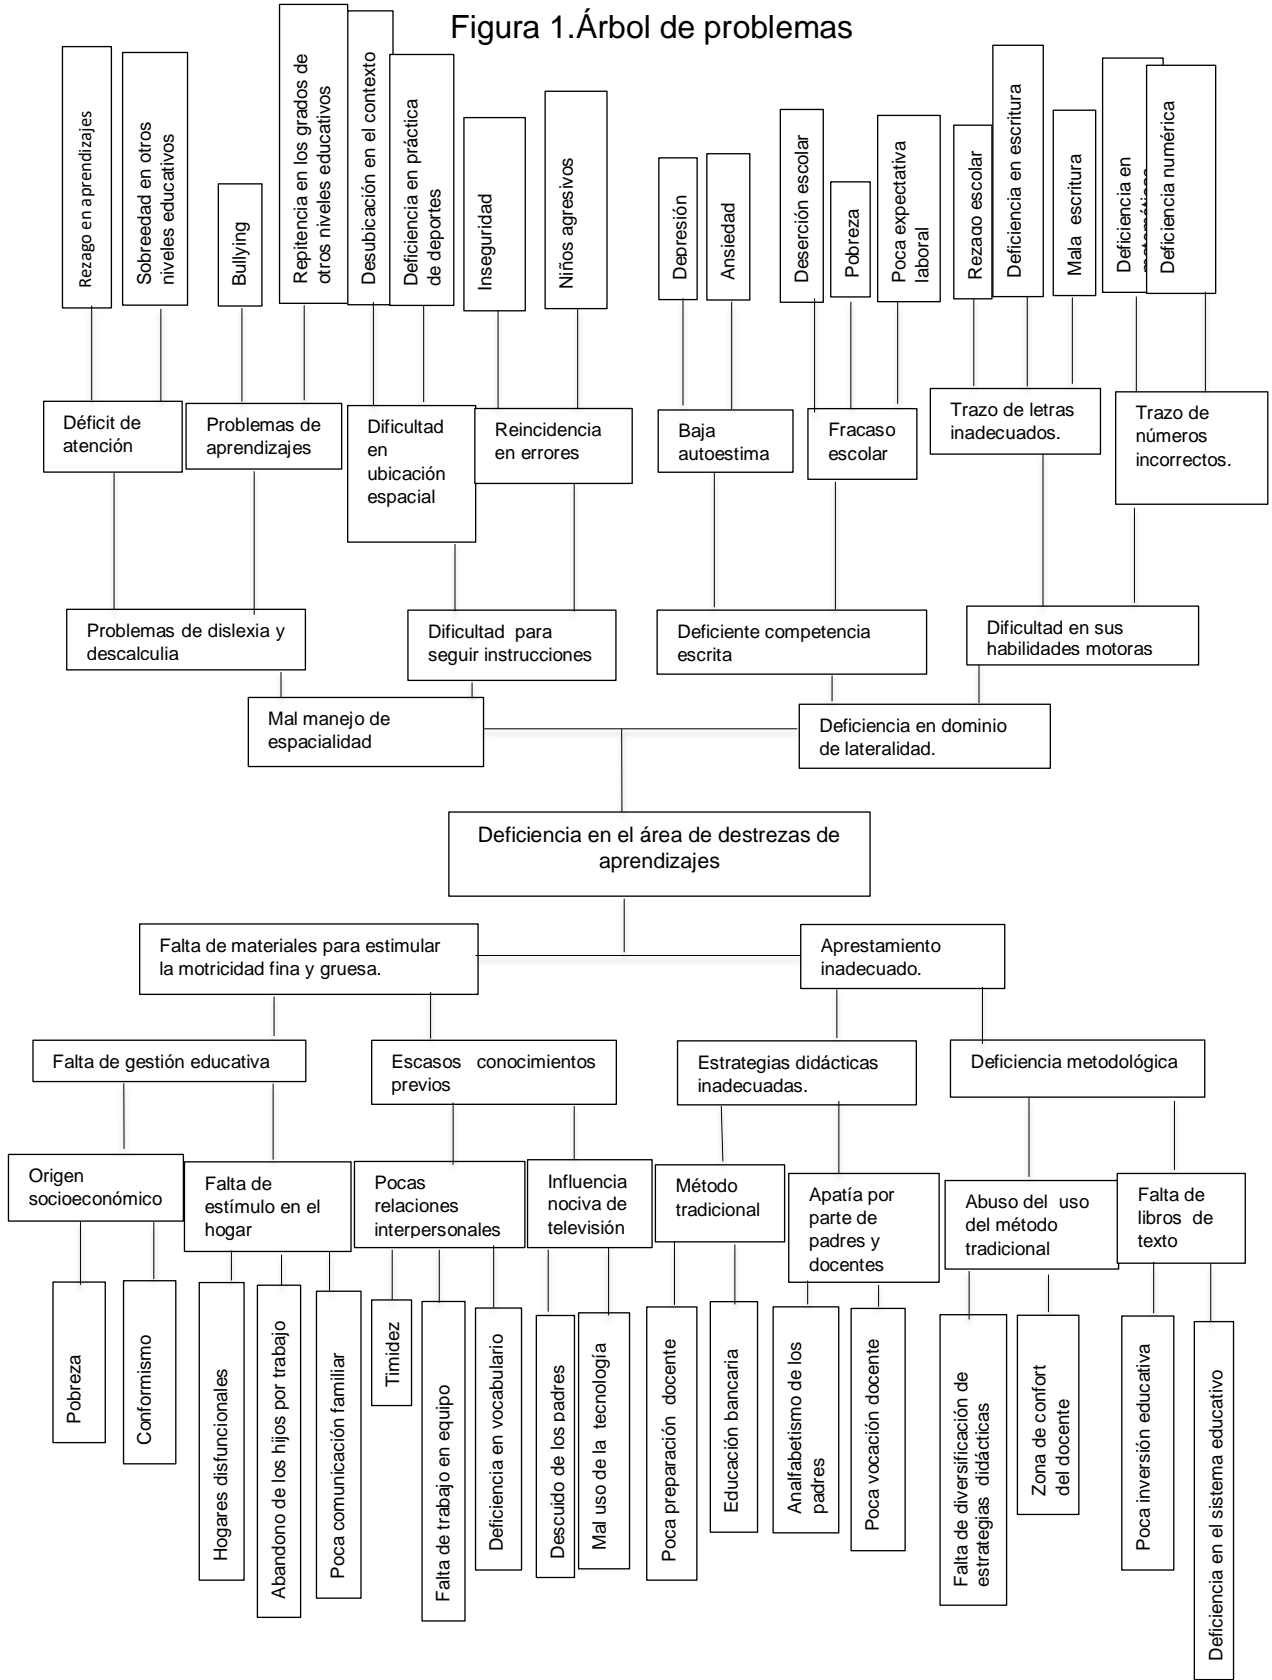 Figura 1.Árbol de problemas
Rezago en aprendizajes
Sobreedad en otros
niveles educativos
Bullying
Repitencia en los grados de
otros niveles educativos
Desubicación en el contexto
Deficiencia en práctica
de deportes
Inseguridad
Niños agresivos
Depresión
Ansiedad
Deserción escolar
Pobreza
Poca expectativa
laboral
Rezago escolar
Deficiencia en escritura
Mala escritura
Deficiencia en
Deficiencia numérica
Déficit de
atención
Problemas de
aprendizajes
Dificultad
en
ubicación
espacial
Reincidencia
en errores
Baja
autoestima
Fracaso
escolar
Trazo de letras
inadecuados.
Trazo de
números
incorrectos.
Problemas de dislexia y
descalculia
Dificultad para
seguir instrucciones
Deficiente competencia
escrita
Dificultad en sus
habilidades motoras
Mal manejo de
espacialidad
Deficiencia en dominio
de lateralidad.
Deficiencia en el área de destrezas de
aprendizajes
Falta de materiales para estimular
la motricidad fina y gruesa.
Aprestamiento
inadecuado.
Falta de gestión educativa
Escasos conocimientos
previos
Estrategias didácticas
inadecuadas.
Deficiencia metodológica
Origen
socioeconómico
Falta de
estímulo en el
hogar
Pocas
relaciones
interpersonales
Influencia
nociva de
televisión
Método
tradicional
Apatía por
parte de
padres y
docentes
Abuso del uso
del método
tradicional
Falta de
libros de
texto
Pobreza
Conformismo
Hogares disfuncionales
Abandono de los hijos por trabajo
Poca comunicación familiar
Timidez
Falta de trabajo en equipo
Deficiencia en vocabulario
Descuido de los padres
Mal uso de la tecnología
Poca preparación docente
Educación bancaria
Analfabetismo de los
padres
Poca vocación docente
Falta de diversificación de
estrategias didácticas
Zona de confort
del docente
Poca inversión educativa
Deficiencia en el sistema educativo